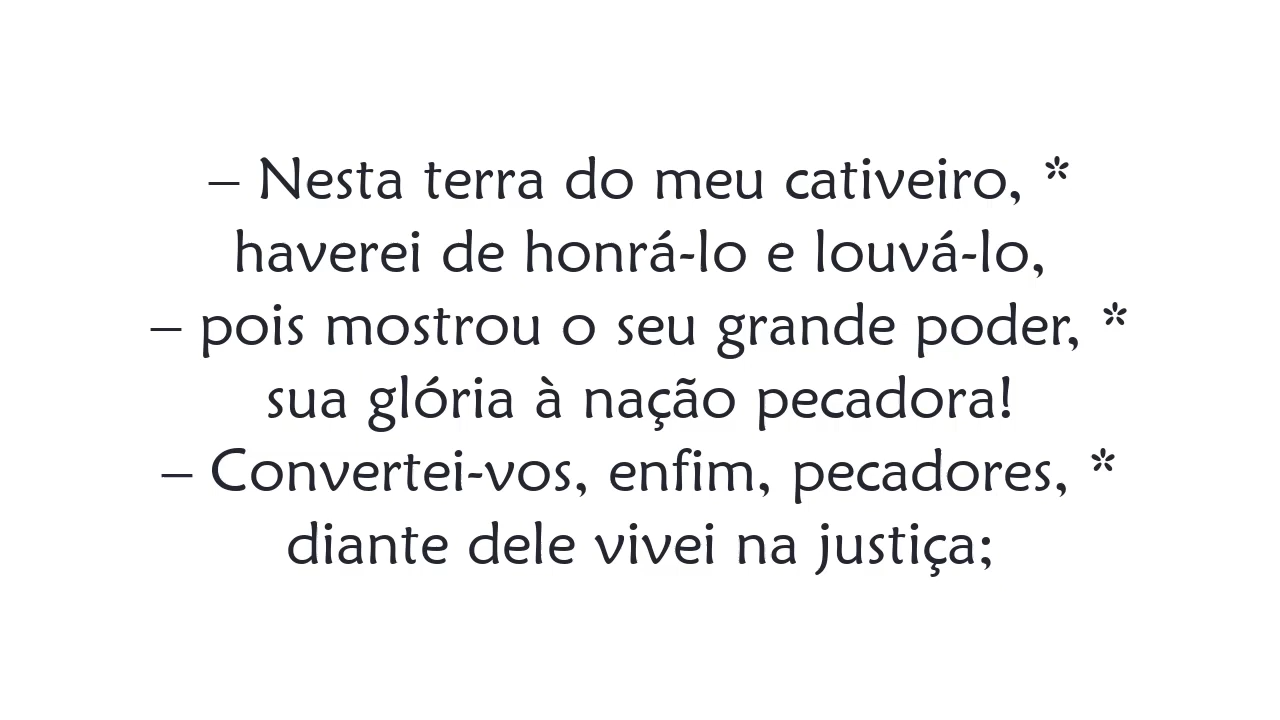 – Nesta terra do meu cativeiro, *
haverei de honrá-lo e louvá-lo,
– pois mostrou o seu grande poder, *
sua glória à nação pecadora!
– Convertei-vos, enfim, pecadores, *
diante dele vivei na justiça;